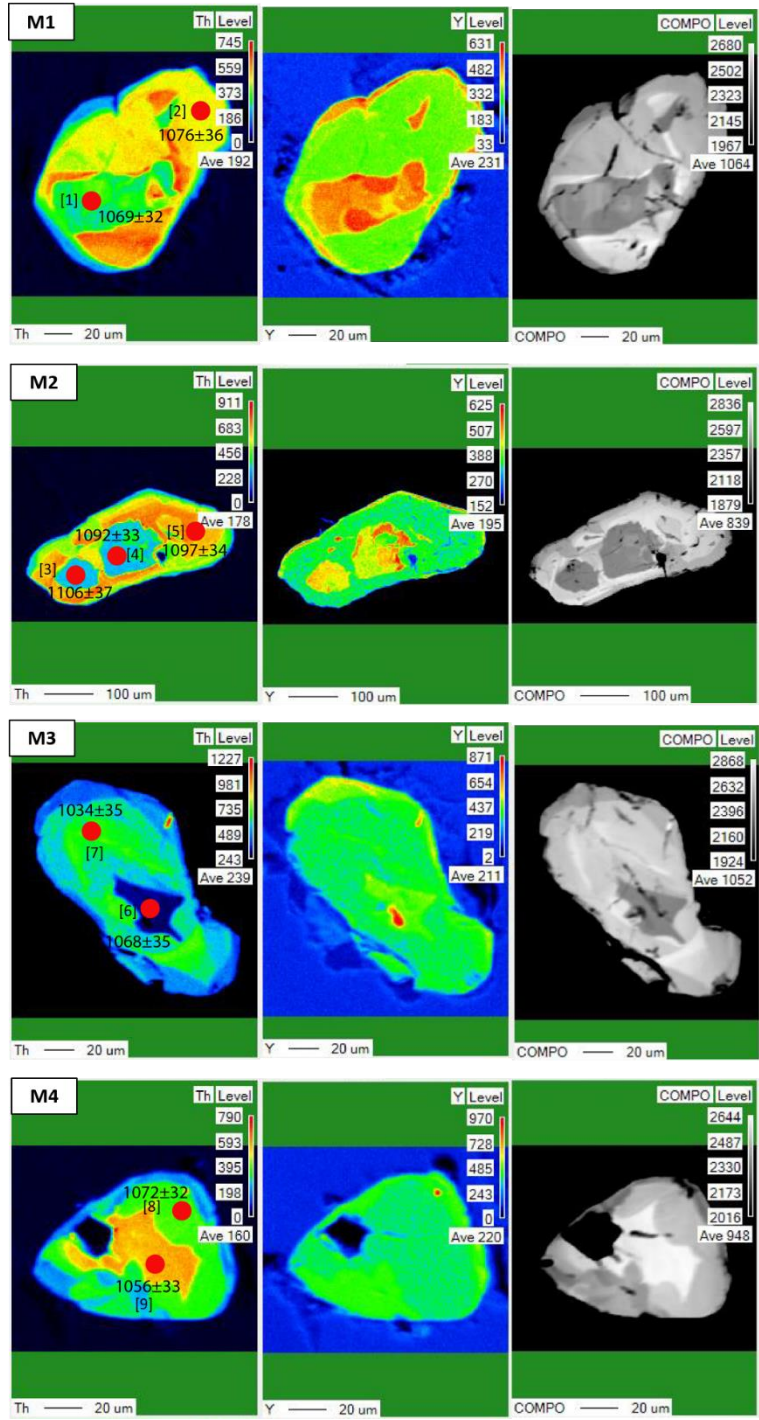 M1
Th Level
745
559
373
186
0
Ave 192
[2]
1076±36
[1]
1069±32
Th 20 um
Y Level
631
482
332
183
33
Ave 231
Y 20 um
COMPO Level
2680
2502
2323
2145
1967
Ave 1064
COMPO 20 um
M2
Th Level
911
683
456
228
0
Ave 178
1092±33
[5]
[4]
1097±34
[3]
1106±37
Th 100 um
Y Level
625
507
388
270
152
Ave 195
Y 100 um
COMPO Level
2836
2597
2357
2118
1879
Ave 839
COMPO 100 um
M3
Th Level
1227
981
735
489
243
Ave 239
1034±35
[7]
[6]
1068±35
Th 20 um
Y Level
871
654
437
219
2
Ave 211
Y 20 um
COMPO Level
2868
2632
2396
2160
1924
Ave 1052
COMPO 20 um
M4
Th Level
790
593
395
198
0
Ave 160
1072±32
[8]
1056±33
[9]
Th 20 um
Y Level
970
728
485
243
0
Ave 220
Y 20 um
COMPO Level
2644
2487
2330
2173
2016
Ave 948
COMPO 20 um